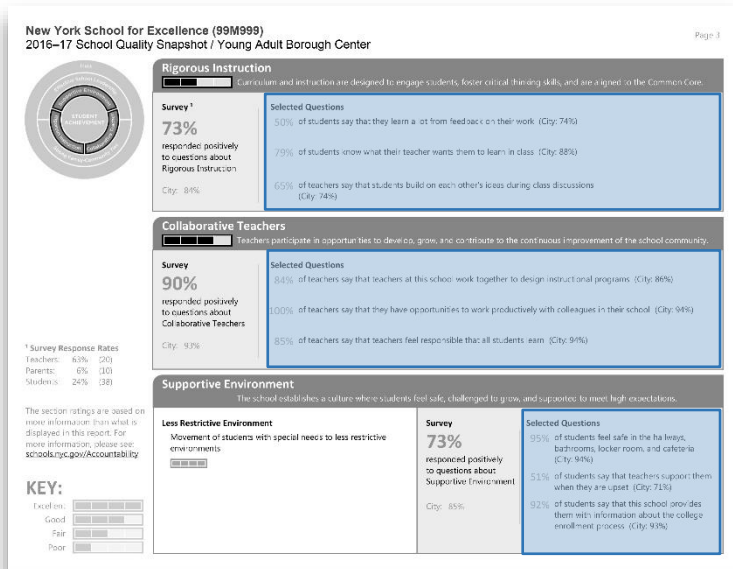 New York School for Excellence (99M999)
Page 3
2016–17 School Quality Snapshot / Young Adult Borough Center
STUDENT
ACHIEVEMENT
Rigorous Instruction
Curriculum and instruction are designed to engage students, foster critical thinking skills, and are aligned to the Common Core.
Survey ¹
73%
responded positively
to questions about
Rigorous Instruction
City: 84%
Selected Questions
50% of students say that they learn a lot from feedback on their work (City: 74%)
79% of students know what their teacher wants them to learn in class (City: 88%)
65% of teachers say that students build on each other's ideas during class discussions
(City: 74%)
Collaborative Teachers
Teachers participate in opportunities to develop, grow, and contribute to the continuous improvement of the school community.
Survey
90%
responded positively
to questions about
Collaborative Teachers
City: 93%
Selected Questions
84% of teachers say that teachers at this school work together to design instructional programs (City: 86%)
100% of teachers say that they have opportunities to work productively with colleagues in their school (City: 94%)
85% of teachers say that teachers feel responsible that all students learn (City: 94%)
¹ Survey Response Rates
Teachers: 63% (20)
Parents: 6% (10)
Students: 24% (38)
The section ratings are based on
more information than what is
displayed in this report. For
more information, please see:
schools.nyc.gov/Accountability
KEY:
Excellent
Good
Fair
Poor
Supportive Environment
The school establishes a culture where students feel safe, challenged to grow, and supported to meet high expectations.
Less Restrictive Environment
Movement of students with special needs to less restrictive
environments
Survey
73%
responded positively
to questions about
Supportive Environment
City: 85%
Selected Questions
95% of students feel safe in the hallways,
bathrooms, locker room, and cafeteria
(City: 94%)
51% of students say that teachers support them
when they are upset (City: 71%)
92% of students say that this school provides
them with information about the college
enrollment process (City: 93%)